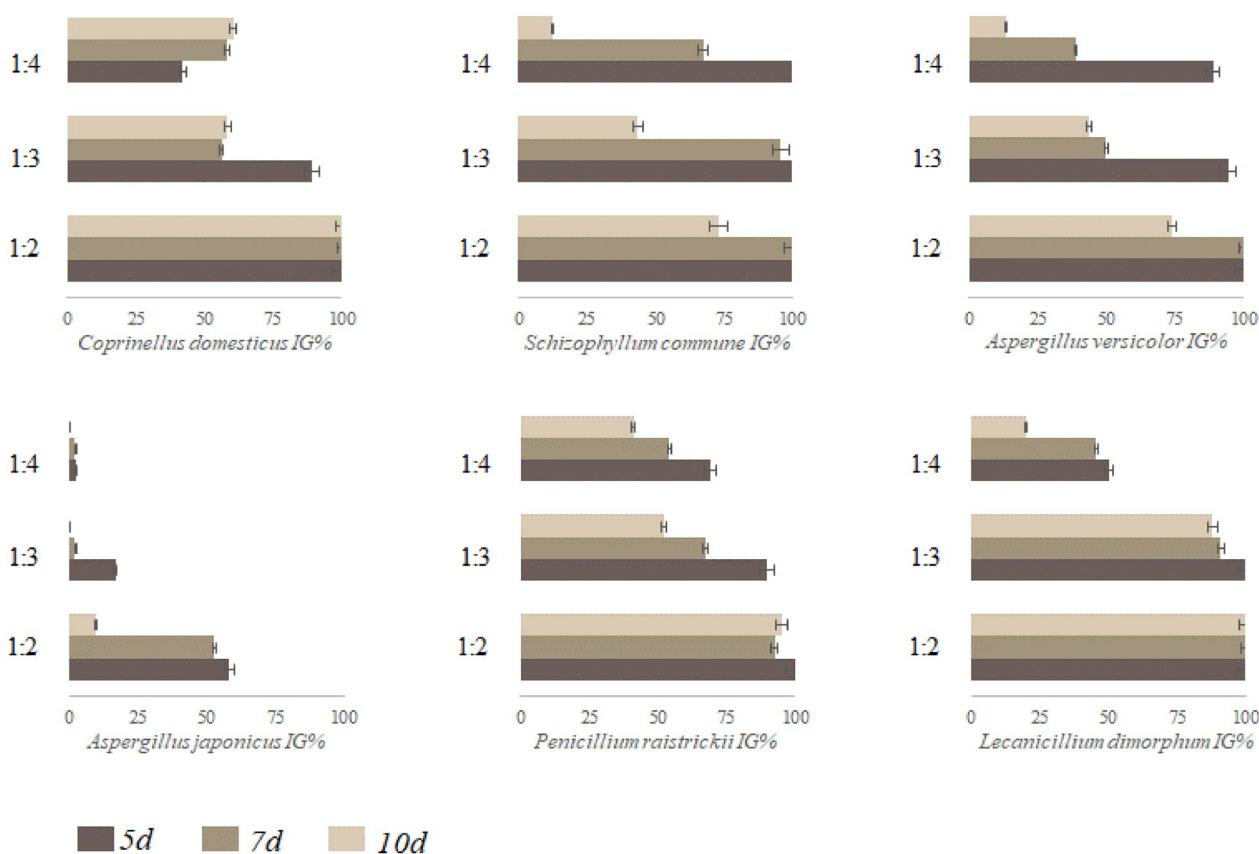 1:4
1:3
1:2
0 25 50 75 100
Coprinellus domesticus IG%
1:4
1:3
1:2
0 25 50 75 100
Schizophyllum commune IG%
1:4
1:3
1:2
0 25 50 75 100
Aspergillus versicolor IG%
1:4
1:3
1:2
0 25 50 75 100
Aspergillus japonicus IG%
1:4
1:3
1:2
0 25 50 75 100
Penicillium raistrickii IG%
1:4
1:3
1:2
0 25 50 75 100
Lecanicillium dimorphum IG%
5d 7d 10d